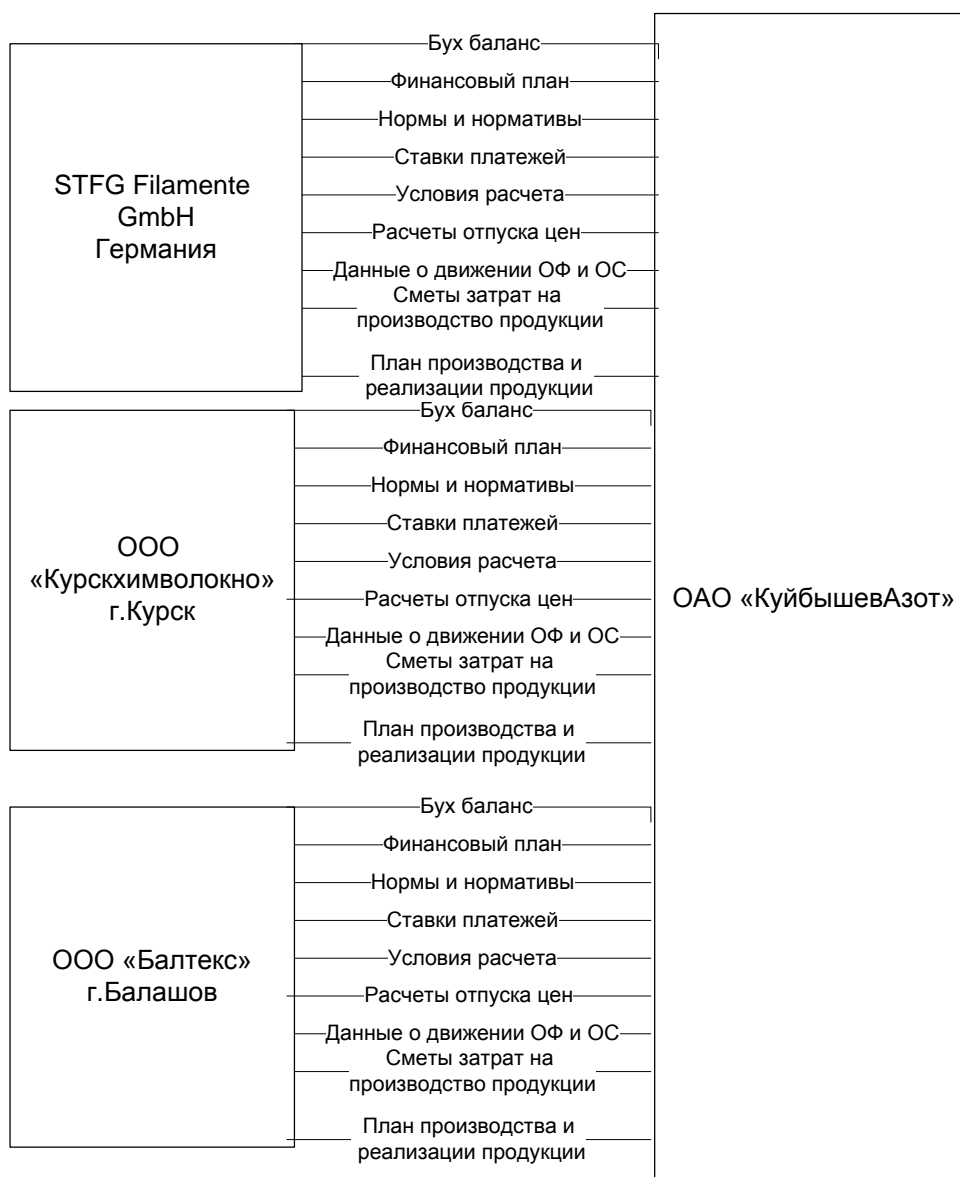 STFG Filamente
GmbH
Германия
Бух баланс
Финансовый план
Нормы и нормативы
Ставки платежей
Условия расчета
Расчеты отпуска цен
Данные о движении ОФ и ОС
Сметы затрат на
производство продукции
План производства и
реализации продукции
ООО
«Курскхимволокно»
г.Курск
Бух баланс
Финансовый план
Нормы и нормативы
Ставки платежей
Условия расчета
Расчеты отпуска цен
Данные о движении ОФ и ОС
Сметы затрат на
производство продукции
План производства и
реализации продукции
ООО «Балтекс»
г.Балашов
Бух баланс
Финансовый план
Нормы и нормативы
Ставки платежей
Условия расчета
Расчеты отпуска цен
Данные о движении ОФ и ОС
Сметы затрат на
производство продукции
План производства и
реализации продукции
ОАО «КуйбышевАзот»